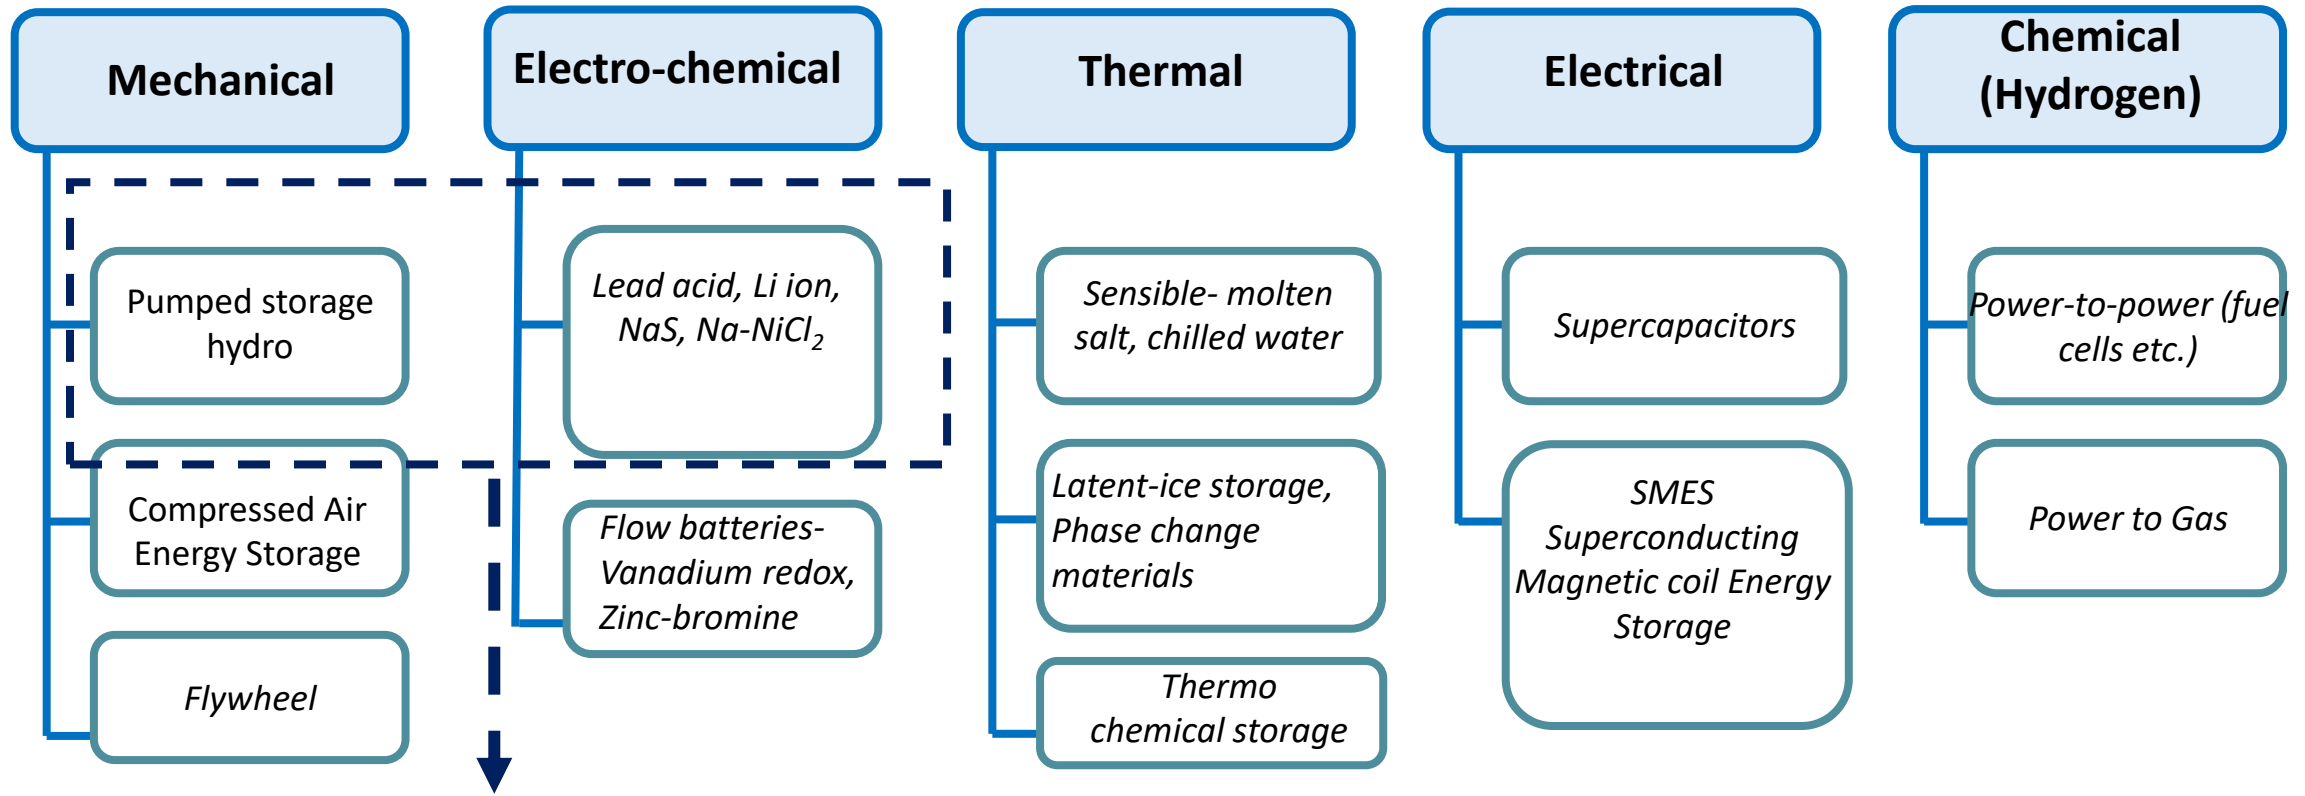 Mechanical
Pumped storage
hydro
Compressed Air
Energy Storage
Flywheel
Electro-chemical
Lead acid, Li ion,
NaS, Na-NiCl₂
Flow batteries-
Vanadium redox,
Zinc-bromine
Thermal
Sensible- molten
salt, chilled water
Latent-ice storage,
Phase change
materials
Thermo
chemical storage
Electrical
Supercapacitors
SMES
Superconducting
Magnetic coil Energy
Storage
Chemical
(Hydrogen)
Power-to-power (fuel
cells etc.)
Power to Gas